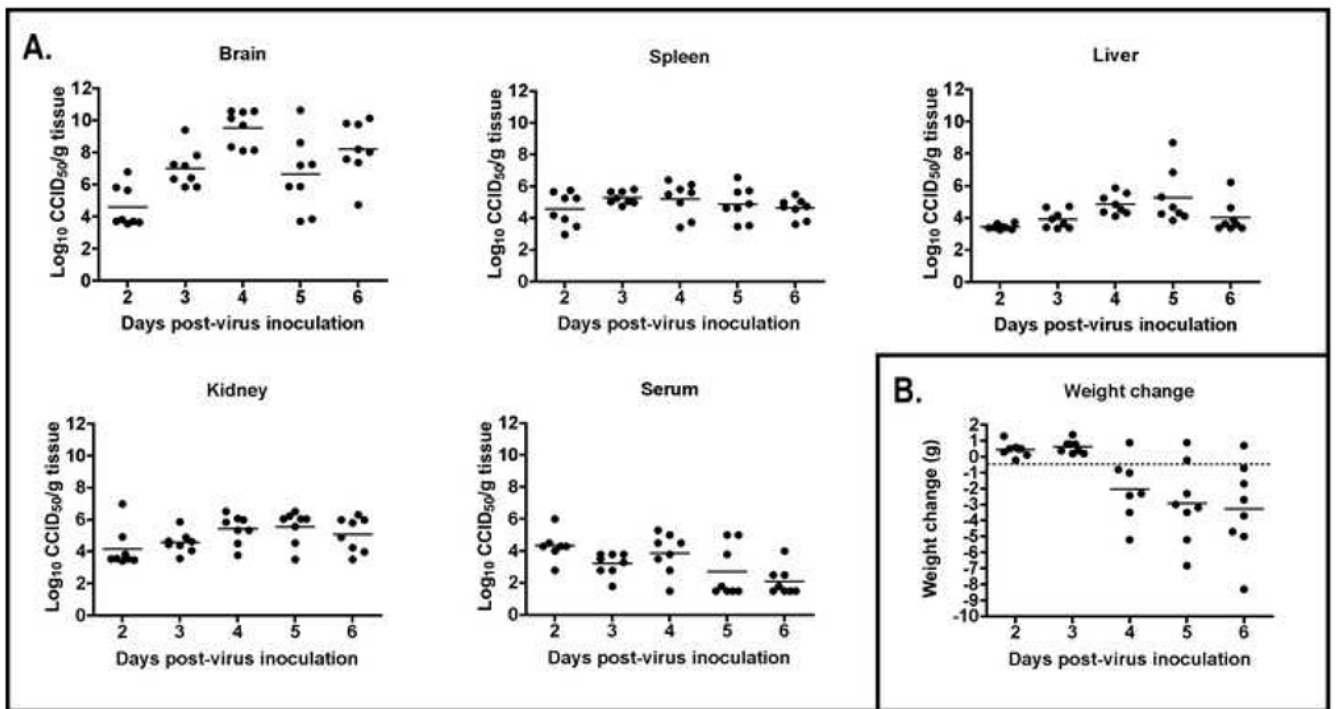 A.
Brain
Log10 CCID50/g tissue
12
10
8
6
4
2
0
2 3 4 5 6
Days post-virus inoculation
Spleen
Log10 CCID50/g tissue
12
10
8
6
4
2
0
2 3 4 5 6
Days post-virus inoculation
Liver
Log10 CCID50/g tissue
12
10
8
6
4
2
0
2 3 4 5 6
Days post-virus inoculation
Kidney
Log10 CCID50/g tissue
12
10
8
6
4
2
0
2 3 4 5 6
Days post-virus inoculation
Serum
Log10 CCID50/g tissue
12
10
8
6
4
2
0
2 3 4 5 6
Days post-virus inoculation
B.
Weight change
Weight change (g)
2
1
0
-1
-2
-3
-4
-5
-6
-7
-8
-9
-10
2 3 4 5 6
Days post-virus inoculation